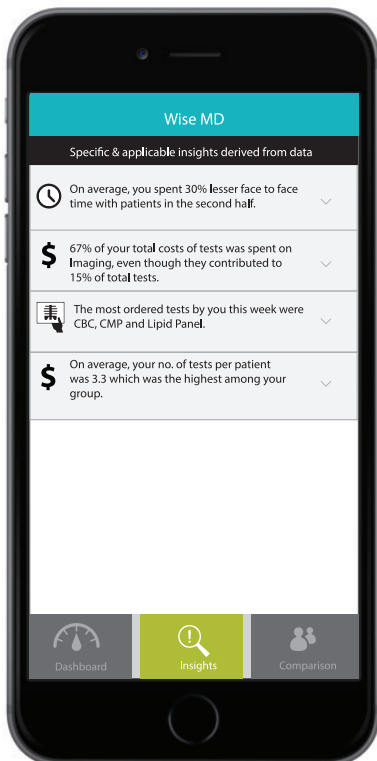 Wise MD
Specific & applicable insights derived from data
On average, you spent 30% lesser face to face
time with patients in the second half.
$
67% of your total costs of tests was spent on
Imaging, even though they contributed to
15% of total tests.
The most ordered tests by you this week were
CBC, CMP and Lipid Panel.
$
On average, your no. of tests per patient
was 3.3 which was the highest among your
group.
Dashboard
Insights
Comparison